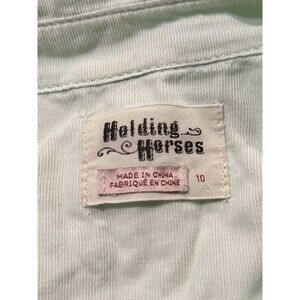 Holding
Horses
MADE IN CHINA
FABRIQUÉ EN CHINE
10